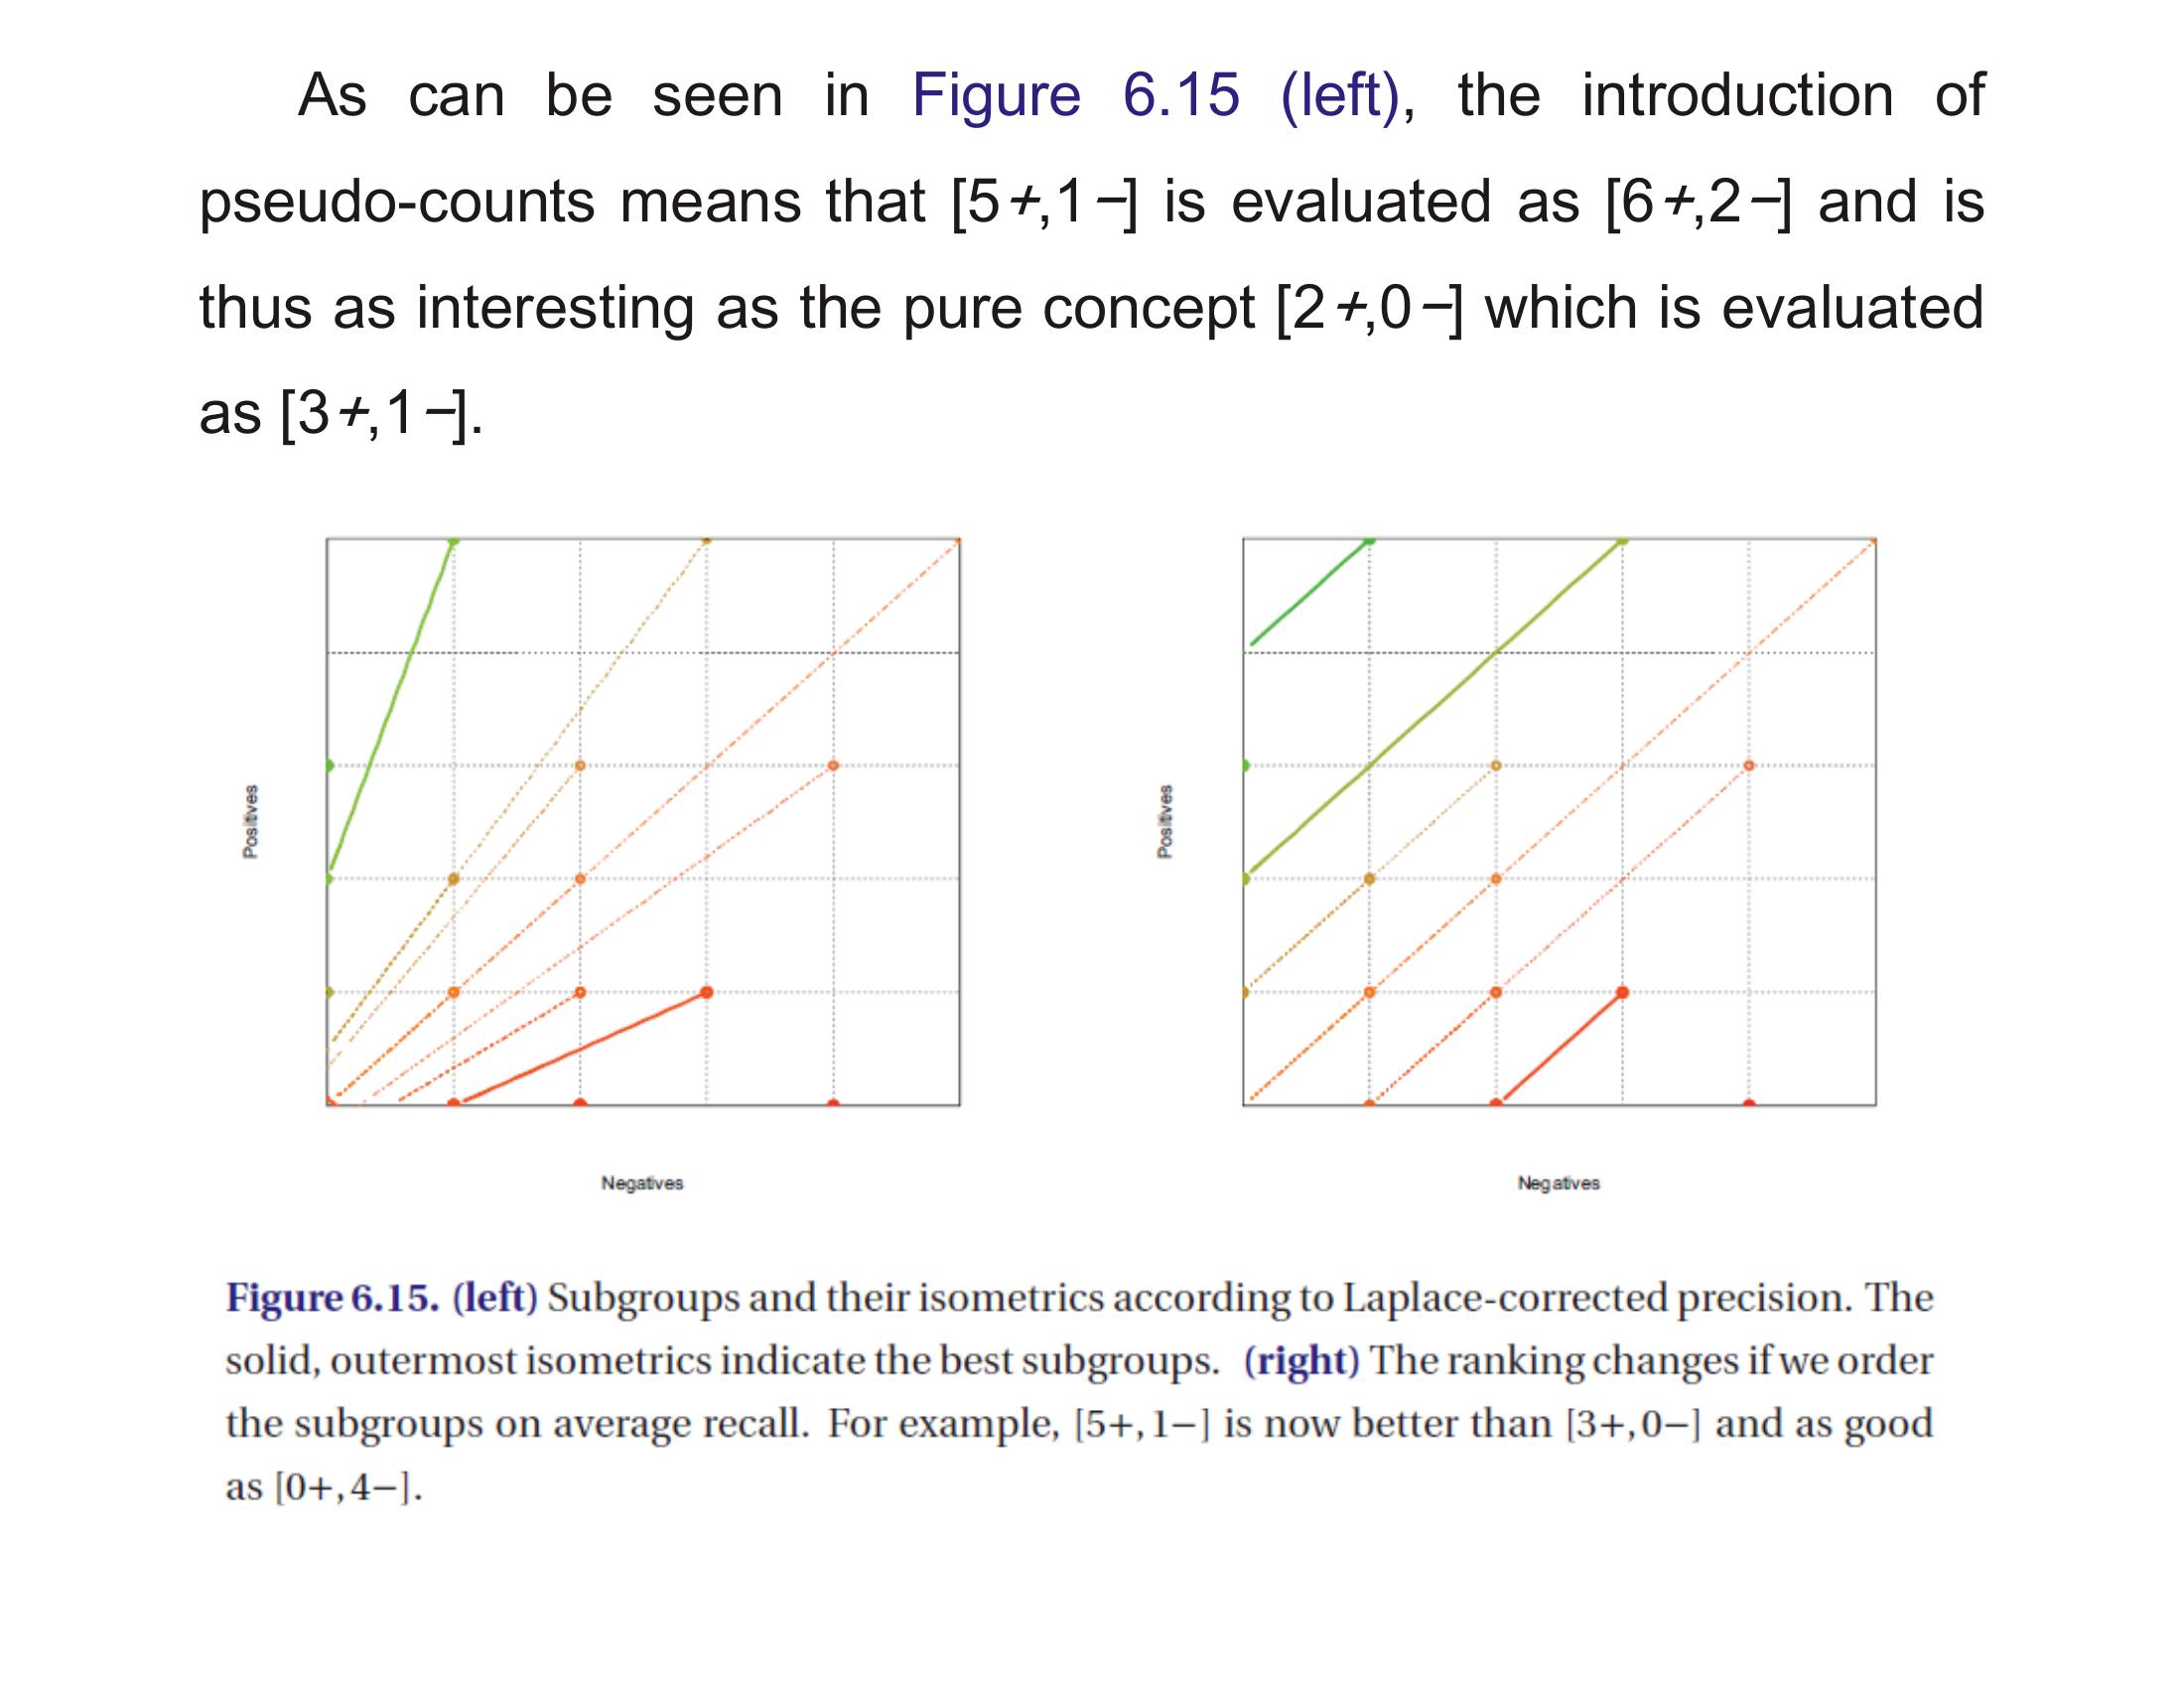 As can be seen in Figure 6.15 (left), the introduction of
pseudo-counts means that [5+,1−] is evaluated as [6+,2−] and is
thus as interesting as the pure concept [2+,0−] which is evaluated
as [3+,1−].
Positives
Negatives
Positives
Negatives
Figure 6.15. (left) Subgroups and their isometrics according to Laplace-corrected precision. The
solid, outermost isometrics indicate the best subgroups. (right) The ranking changes if we order
the subgroups on average recall. For example, [5+,1−] is now better than [3+,0−] and as good
as [0+,4−].